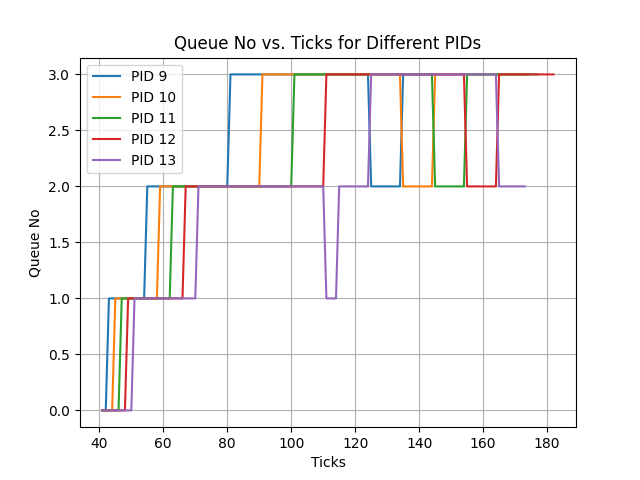 Queue No vs. Ticks for Different PIDs
PID 9
PID 10
PID 11
PID 12
PID 13
Queue No
3.0
2.5
2.0
1.5
1.0
0.5
0.0
40 60 80 100 120 140 160 180
Ticks